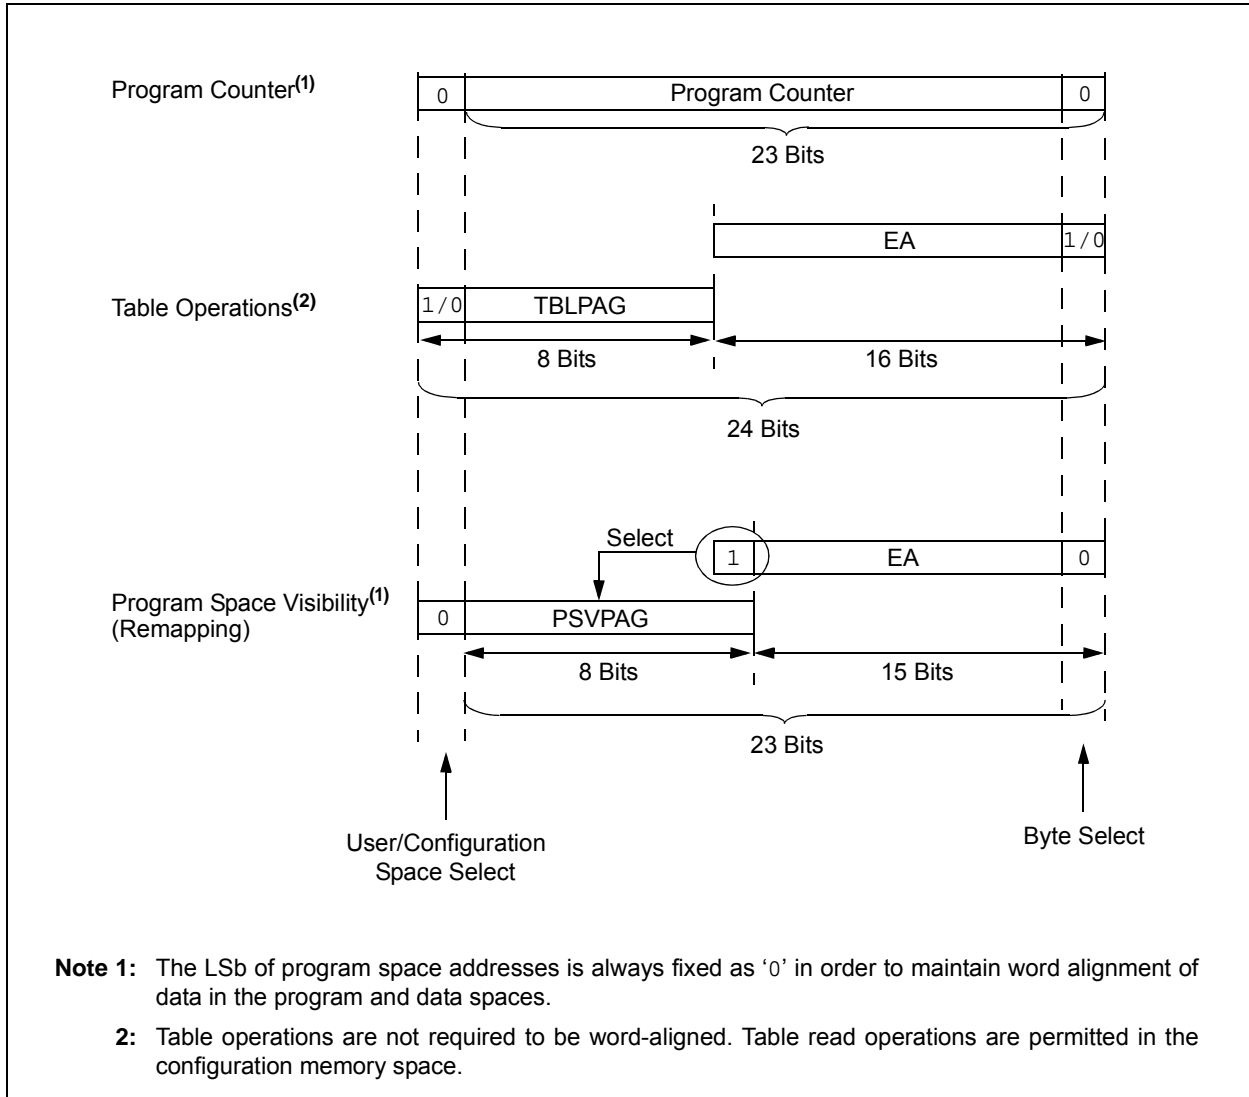 Program Counter(1)
0
Program Counter
0
23 Bits
EA
1/0
Table Operations(2)
1/0
TBLPAG
8 Bits
16 Bits
24 Bits
Select
1
EA
0
Program Space Visibility(1)
(Remapping)
0
PSVPAG
8 Bits
15 Bits
23 Bits
User/Configuration
Space Select
Byte Select
Note 1: The LSb of program space addresses is always fixed as ‘0’ in order to maintain word alignment of
data in the program and data spaces.
2: Table operations are not required to be word-aligned. Table read operations are permitted in the
configuration memory space.